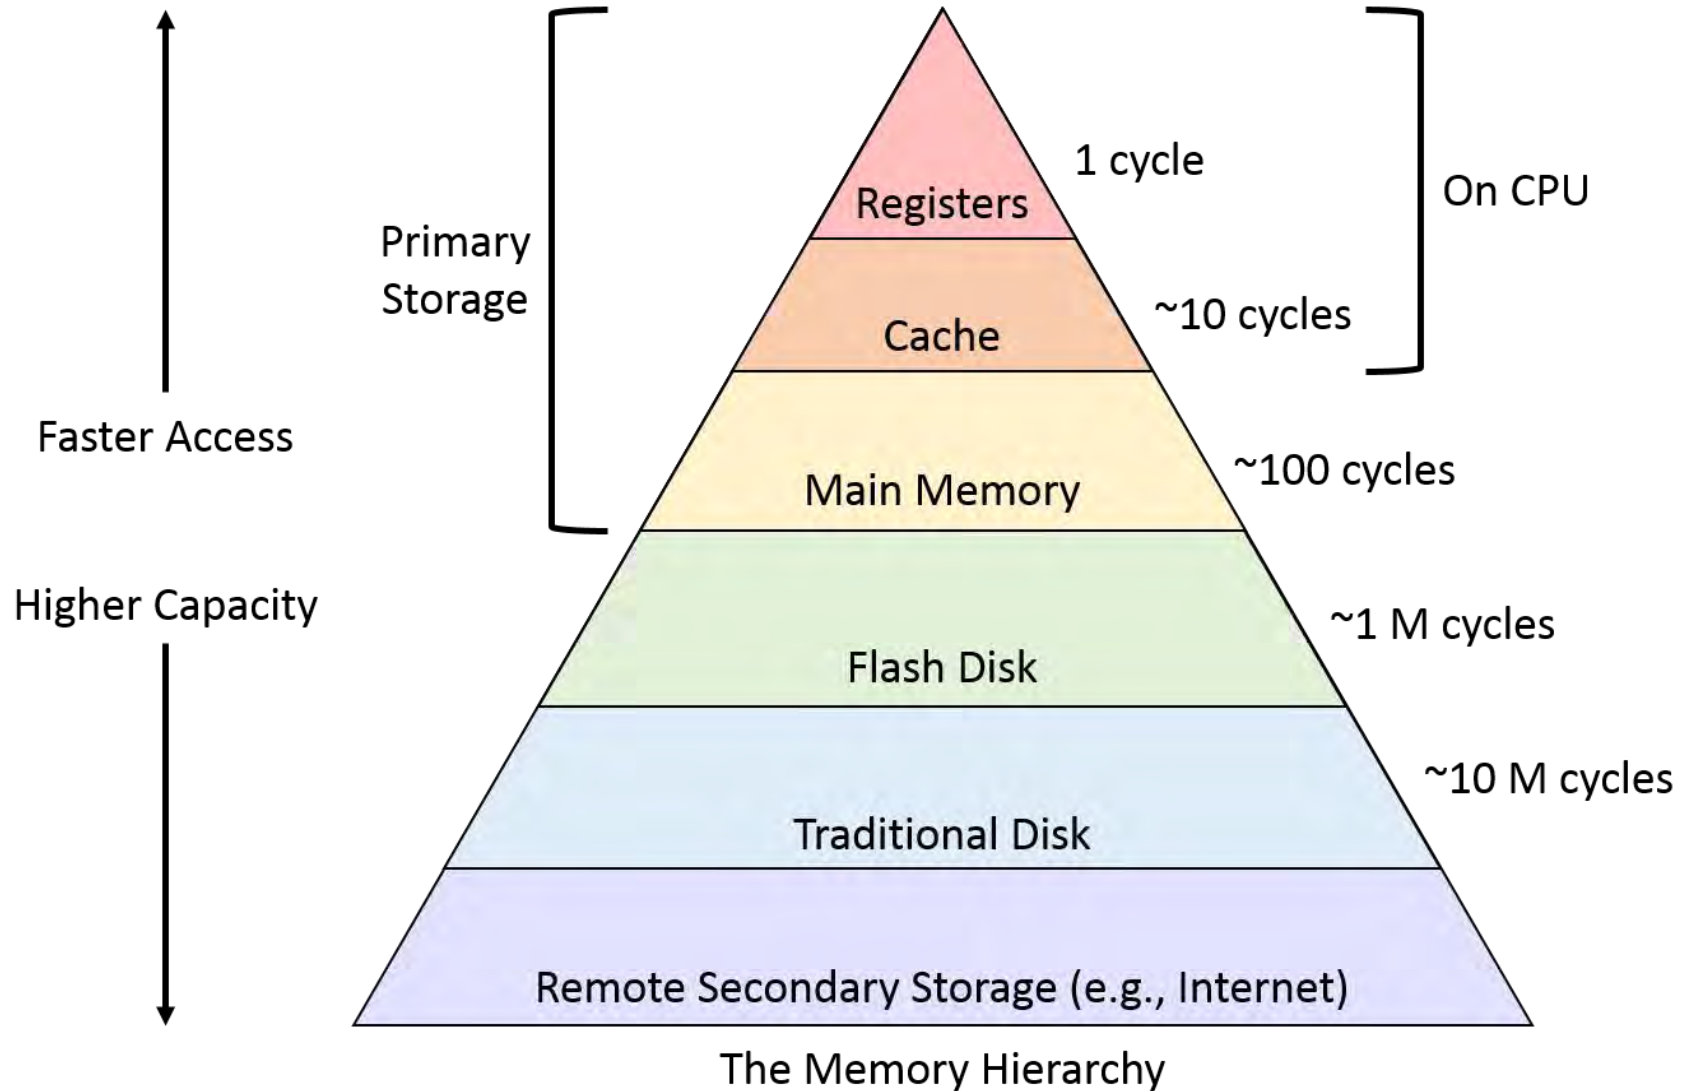 Faster Access
Higher Capacity
Primary
Storage
Registers
Cache
Main Memory
Flash Disk
Traditional Disk
Remote Secondary Storage (e.g., Internet)
1 cycle
~10 cycles
~100 cycles
~1 M cycles
~10 M cycles
On CPU
The Memory Hierarchy